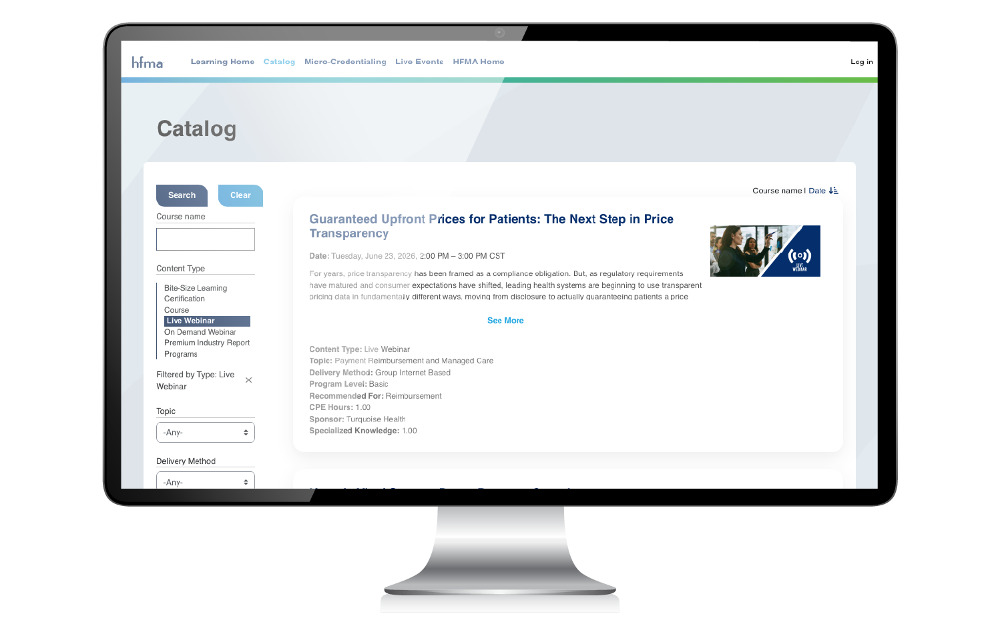 hfma
Learning Home Catalog Micro-Credentialing Live Events HFMA Home
Log in
Catalog
Search Clear
Course name
Content Type
Bite-Size Learning
Certification
Course
Live Webinar
On Demand Webinar
Premium Industry Report
Programs
Filtered by Type: Live
Webinar
Topic
-Any-
Delivery Method
-Any-
Course name | Date
Guaranteed Upfront Prices for Patients: The Next Step in Price
Transparency
Date: Tuesday, June 23, 2026, 2:00 PM – 3:00 PM CST
For years, price transparency has been framed as a compliance obligation. But, as regulatory requirements
have matured and consumer expectations have shifted, leading health systems are beginning to use transparent
pricing data in fundamentally different ways, moving from disclosure to actually guaranteeing patients a price
LIVE
WEBINAR
See More
Content Type: Live Webinar
Topic: Payment Reimbursement and Managed Care
Delivery Method: Group Internet Based
Program Level: Basic
Recommended For: Reimbursement
CPE Hours: 1.00
Sponsor: Turquoise Health
Specialized Knowledge: 1.00